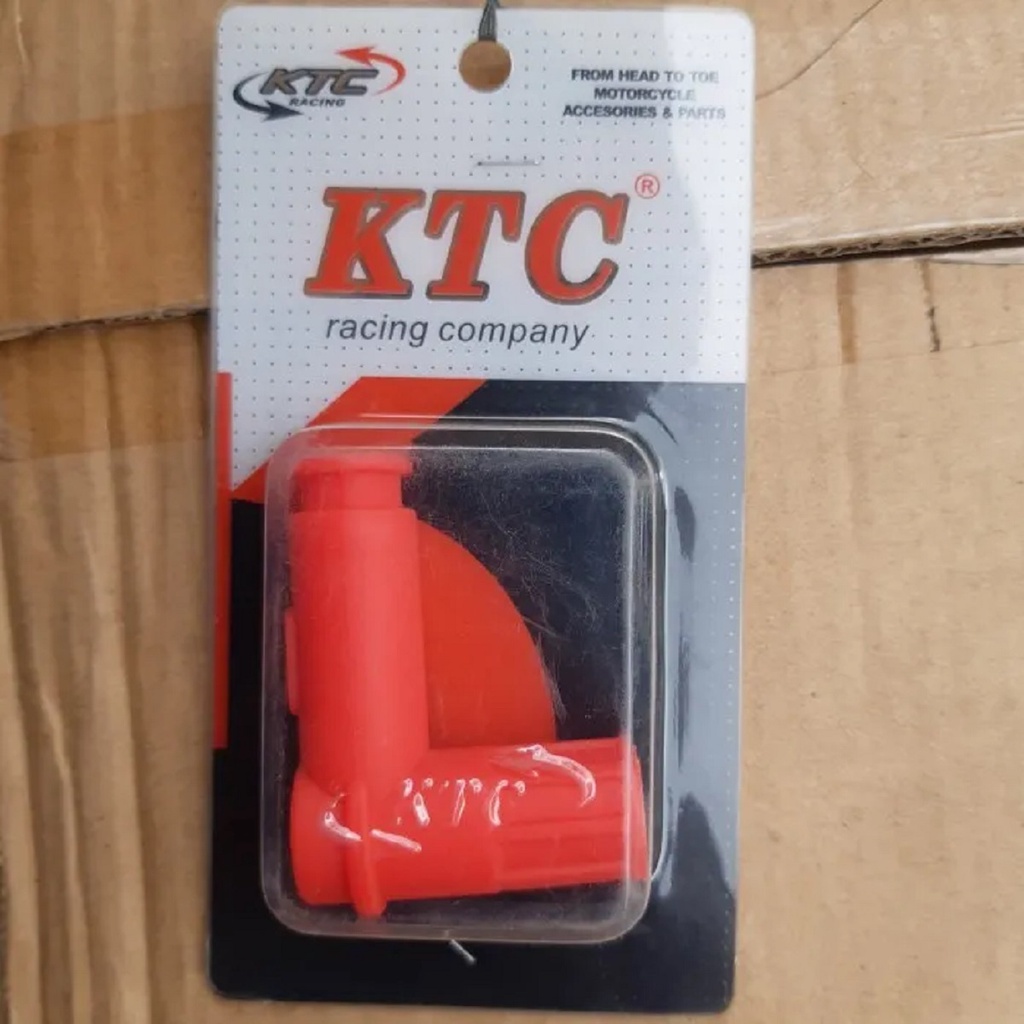 KTC
RACING
FROM HEAD TO TOE
MOTORCYCLE
ACCESORIES & PARTS
KTC®
racing company
KTC